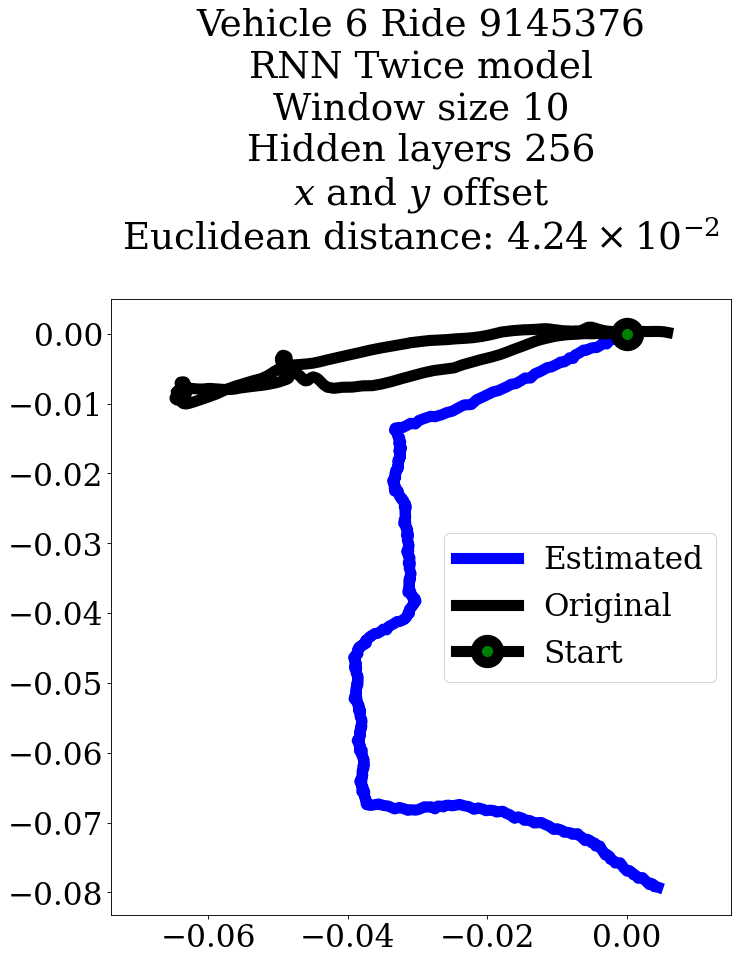 Vehicle 6 Ride 9145376
RNN Twice model
Window size 10
Hidden layers 256
x and y offset
Euclidean distance: 4.24 × 10⁻²
0.00
−0.01
−0.02
−0.03
−0.04
−0.05
−0.06
−0.07
−0.08
Estimated
Original
Start
−0.06 −0.04 −0.02 0.00